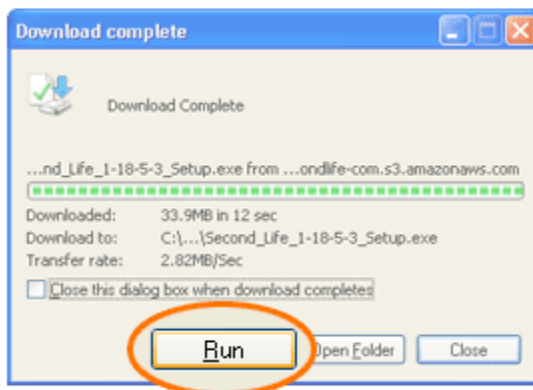 Download complete
Download Complete
...nd_Life_1-18-5-3_Setup.exe from ...ondlife-com.s3.amazonaws.com
Downloaded: 33.9MB in 12 sec
Download to: C:\...\Second_Life_1-18-5-3_Setup.exe
Transfer rate: 2.82MB/Sec
Close this dialog box when download completes
Run Open Folder Close